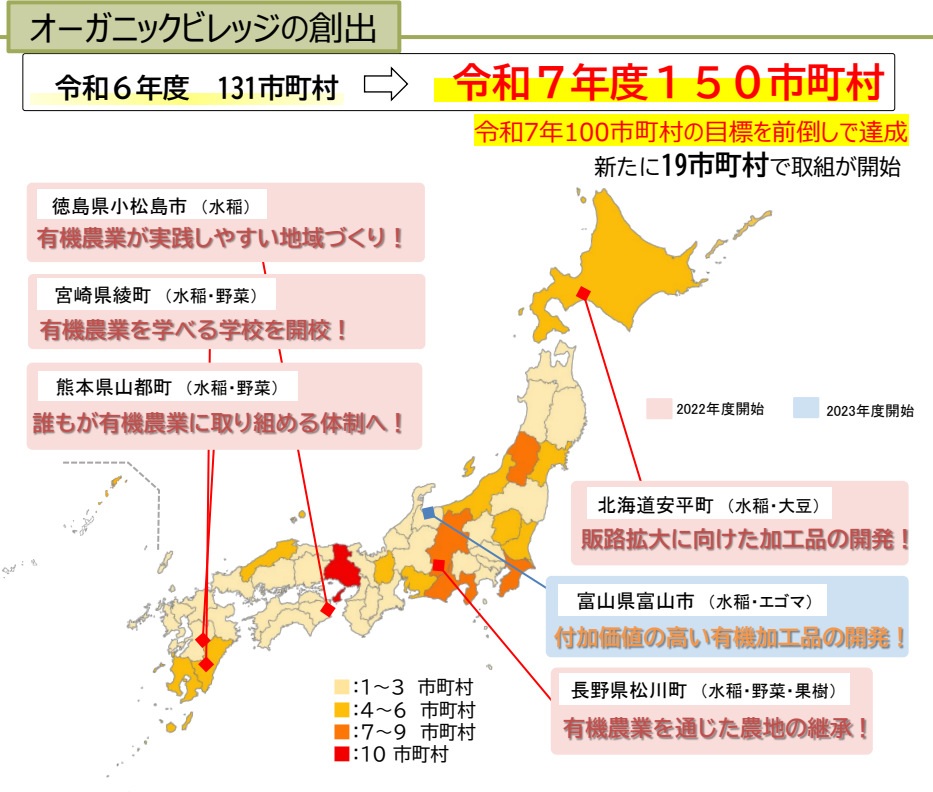 オーガニックビレッジの創出
令和６年度　131市町村 ⇨ 令和７年度１５０市町村
令和7年100市町村の目標を前倒しで達成
新たに19市町村で取組が開始
徳島県小松島市 （水稲）
有機農業が実践しやすい地域づくり！
宮崎県綾町 （水稲・野菜）
有機農業を学べる学校を開校！
熊本県山都町 （水稲・野菜）
誰もが有機農業に取り組める体制へ！
2022年度開始
2023年度開始
北海道安平町 （水稲・大豆）
販路拡大に向けた加工品の開発！
富山県富山市 （水稲・エゴマ）
付加価値の高い有機加工品の開発！
長野県松川町 （水稲・野菜・果樹）
有機農業を通じた農地の継承！
■:1～3 市町村
■:4～6 市町村
■:7～9 市町村
■:10 市町村